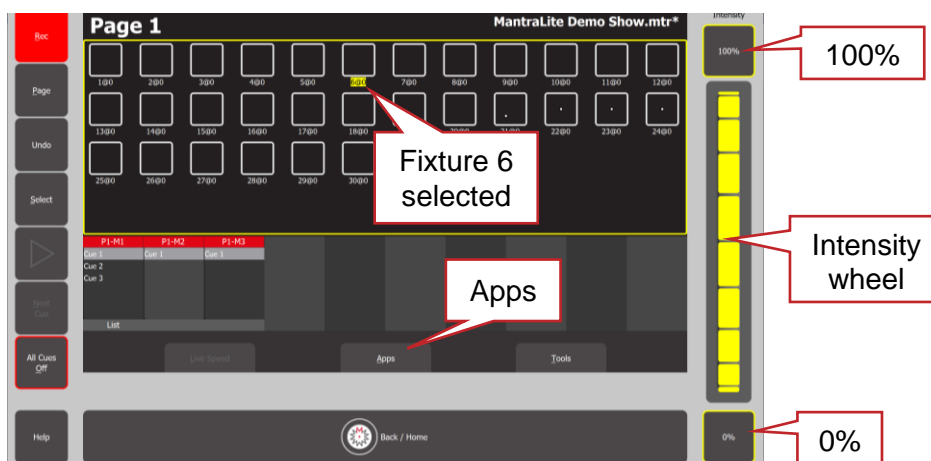 Intensity
Rec
Page 1
MantraLite Demo Show.mtr*
100%
100%
1@0 2@0 3@0 4@0 5@0 6@0 7@0 8@0 9@0 10@0 11@0 12@0
Page
13@0 14@0 15@0 16@0 17@0 18@0 22@0 23@0 24@0
Undo
Fixture 6
selected
25@0 26@0 27@0 28@0 29@0 30@0
Select
P1-M1 P1-M2 P1-M3
Cue 1 Cue 1 Cue 1
Cue 2
Cue 3
Intensity
wheel
Apps
Next
Cue
List
All Cues
Off
Live Speed
Apps
Tools
Help
Back / Home
0%
0%